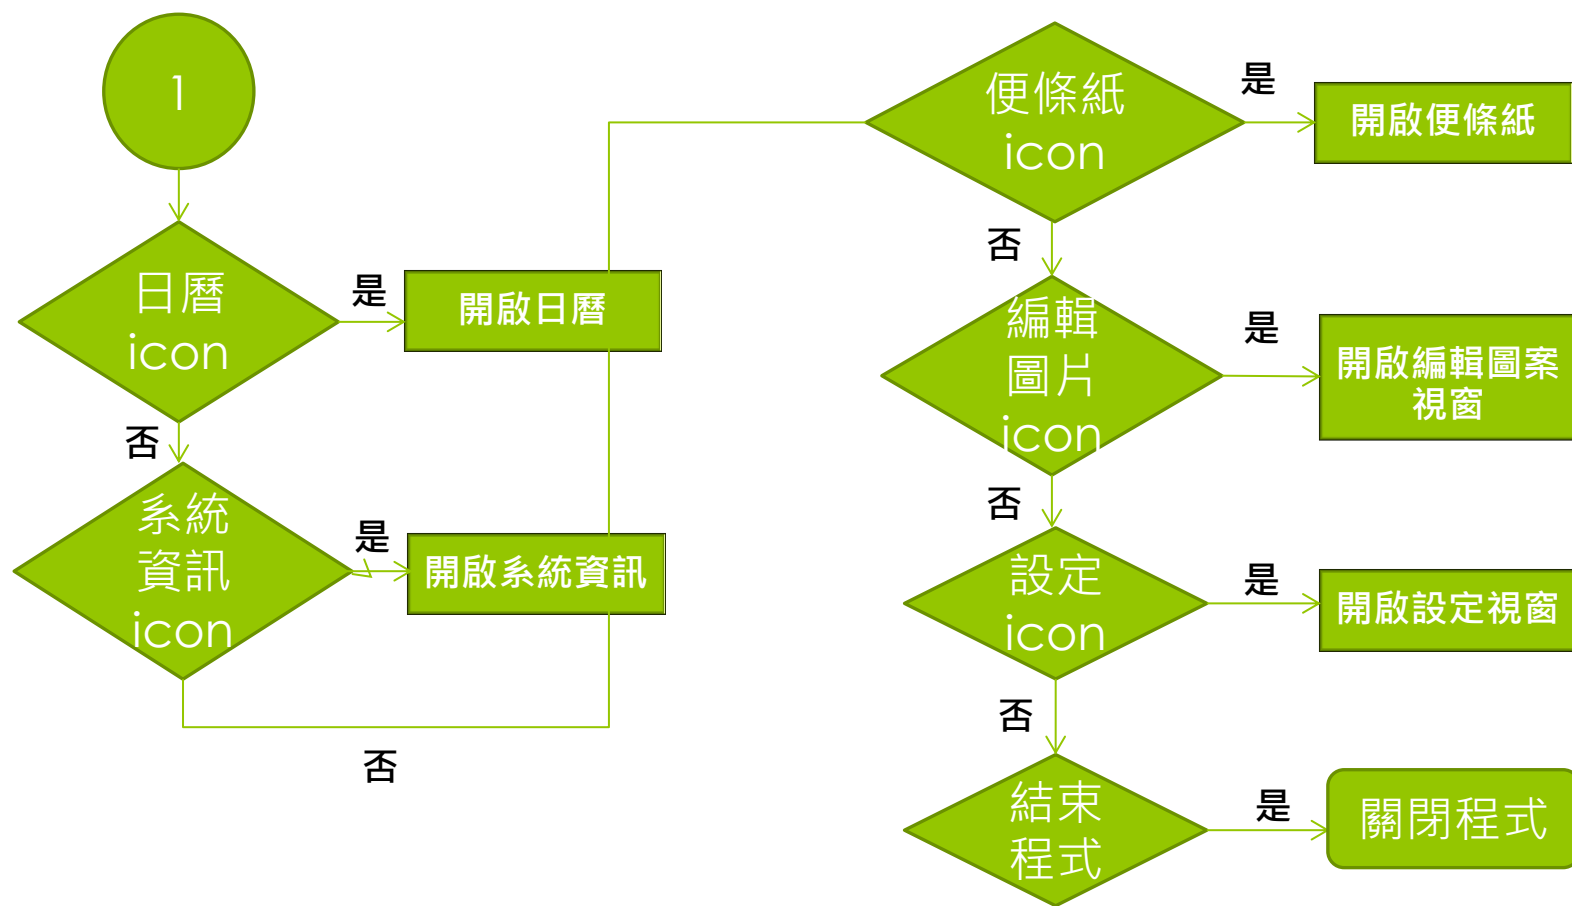 1
日曆
icon
是
開啟日曆
否
系統
資訊
icon
是
開啟系統資訊
否
便條紙
icon
是
開啟便條紙
否
編輯
圖片
icon
是
開啟編輯圖案
視窗
否
設定
icon
是
開啟設定視窗
否
結束
程式
是
關閉程式